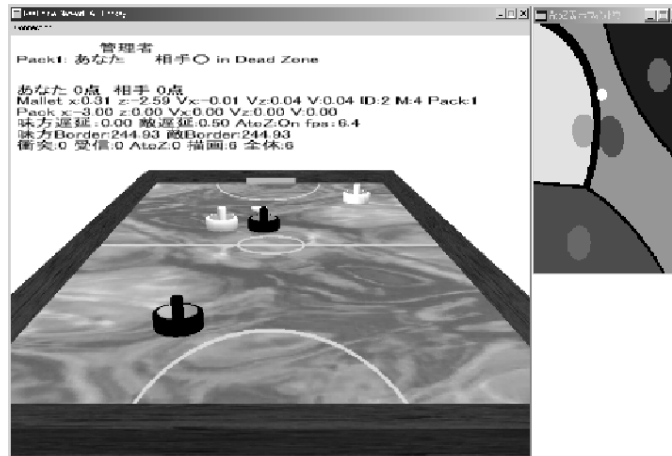 管理者
Pack1: あなた 相手〇 in Dead Zone
あなた 0点 相手 0点
Mallet x:0.31 z:-2.59 Vx:-0.01 Vz:0.04 V:0.04 ID:2 M:4 Pack:1
Pack x:-3.00 z:0.00 Vx:0.00 Vz:0.00 V:0.00
味方遅延:0.00 敵遅延:0.50 AtoZ:On fps:6.4
味方Border:244.93 敵Border:244.93
衝突:0 受信:0 AtoZ:0 描画:6 全体:6